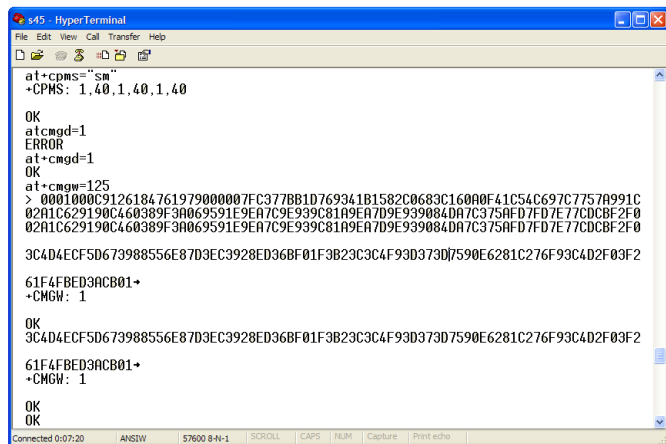 s45 - HyperTerminal
File Edit View Call Transfer Help
at+cpms="sm"
+CPMS: 1,40,1,40,1,40
OK
atcmgd=1
ERROR
at+cmgd=1
OK
at+cmgw=125
> 0001000C9126184761979000007FC377BB1D769341B1582C0683C160A0F41C54C697C7757A991C
02A1C629190C460389F3A069591E9EA7C9E939C81A9EA7D9E939084DA7C375AFD7FD7E77CDCBF2F0
02A1C629190C460389F3A069591E9EA7C9E939C81A9EA7D9E939084DA7C375AFD7FD7E77CDCBF2F0
3C4D4ECF5D673988556E87D3EC3928ED36BF01F3B23C3C4F93D373D7590E6281C276F93C4D2F03F2
61F4FBED3ACB01→
+CMGW: 1
OK
3C4D4ECF5D673988556E87D3EC3928ED36BF01F3B23C3C4F93D373D7590E6281C276F93C4D2F03F2
61F4FBED3ACB01→
+CMGW: 1
OK
OK
Connected 0:07:20 ANSIW 57600 8-N-1 SCROLL CAPS NUM Capture Print echo